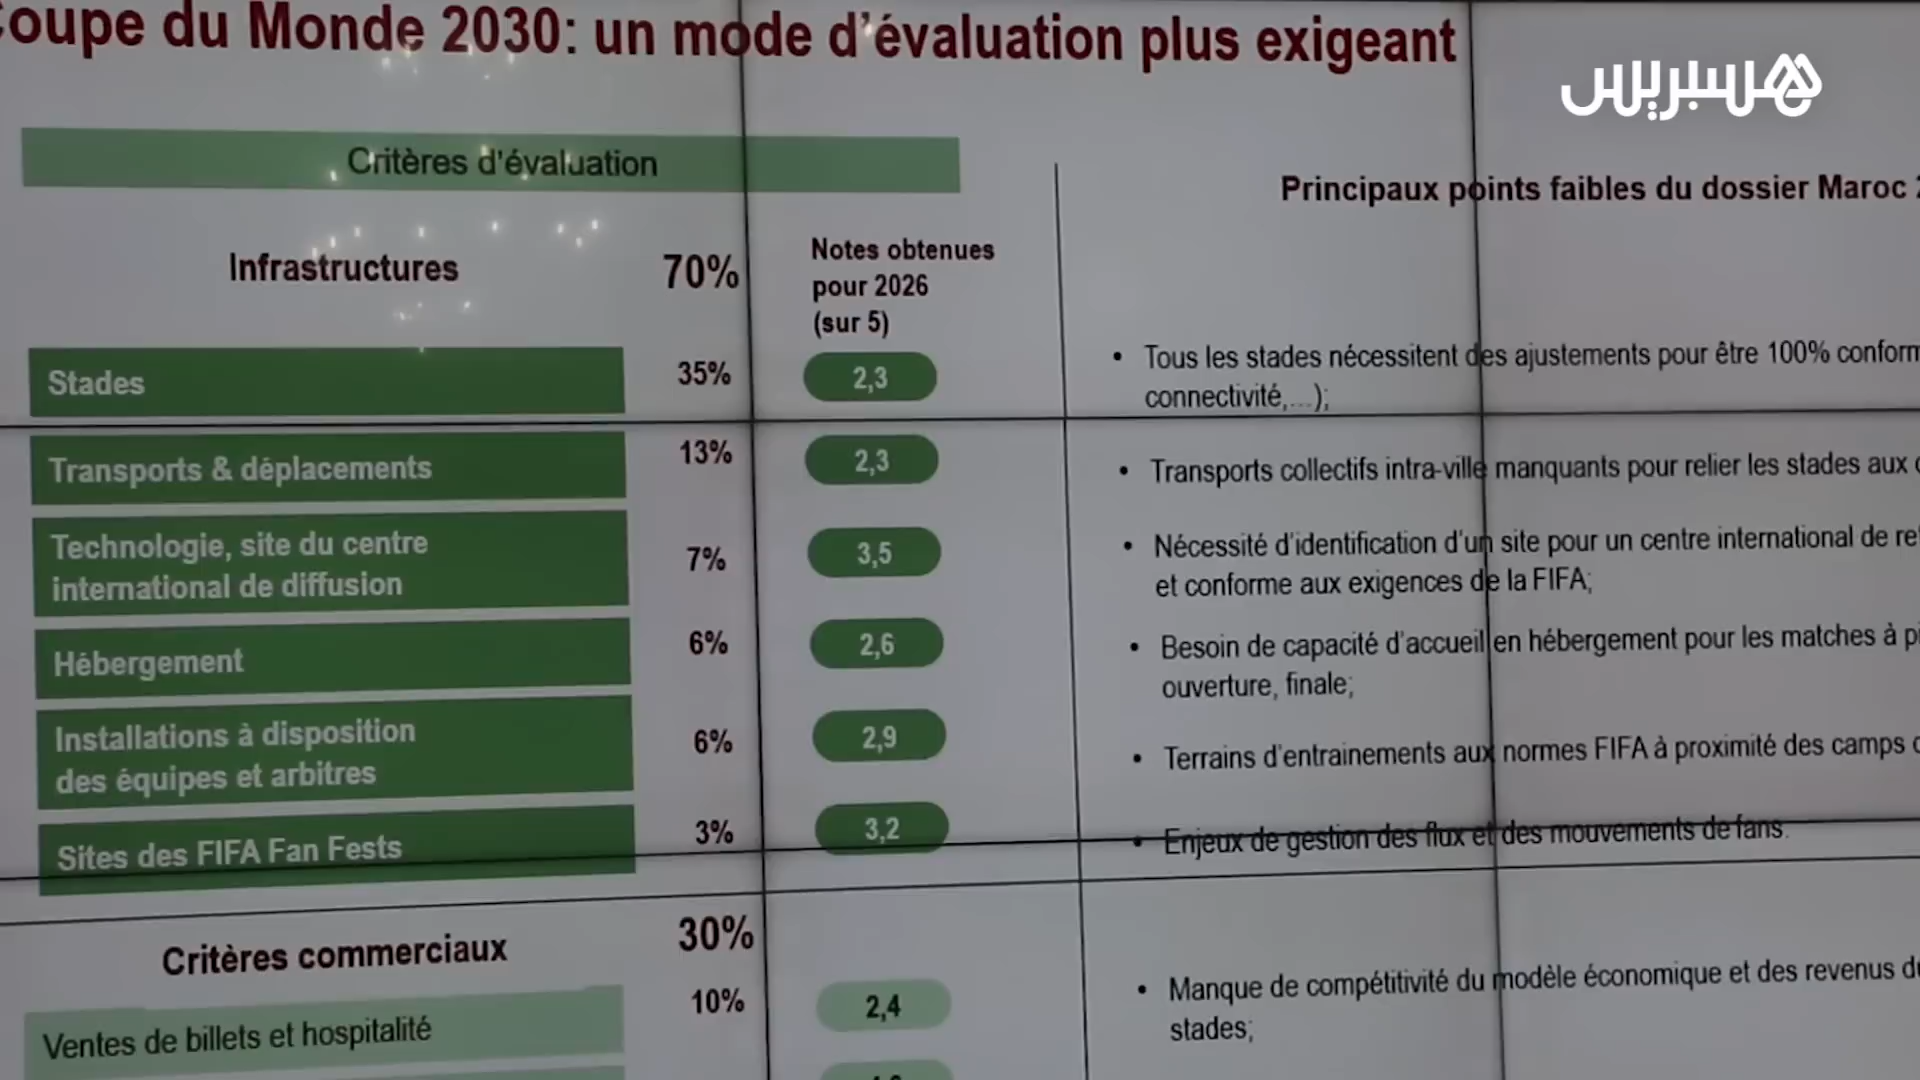 oupe du Monde 2030: un mode d'évaluation plus exigeant
هسبريس
Critères d'évaluation
Principaux points faibles du dossier Maroc
Infrastructures 70%
Notes obtenues
pour 2026
(sur 5)
Stades 35% 2,3
• Tous les stades nécessitent des ajustements pour être 100% conform
connectivité,...);
Transports & déplacements 13% 2,3
• Transports collectifs intra-ville manquants pour relier les stades aux
Technologie, site du centre
international de diffusion 7% 3,5
• Nécessité d'identification d'un site pour un centre international de re
et conforme aux exigences de la FIFA;
Hébergement 6% 2,6
• Besoin de capacité d'accueil en hébergement pour les matches à
ouverture, finale;
Installations à disposition
des équipes et arbitres 6% 2,9
• Terrains d'entrainements aux normes FIFA à proximité des camps
Sites des FIFA Fan Fests 3% 3,2
• Enjeux de gestion des flux et des mouvements de fans.
Critères commerciaux 30%
Ventes de billets et hospitalité 10% 2,4
• Manque de compétitivité du modèle économique et des revenus
stades;